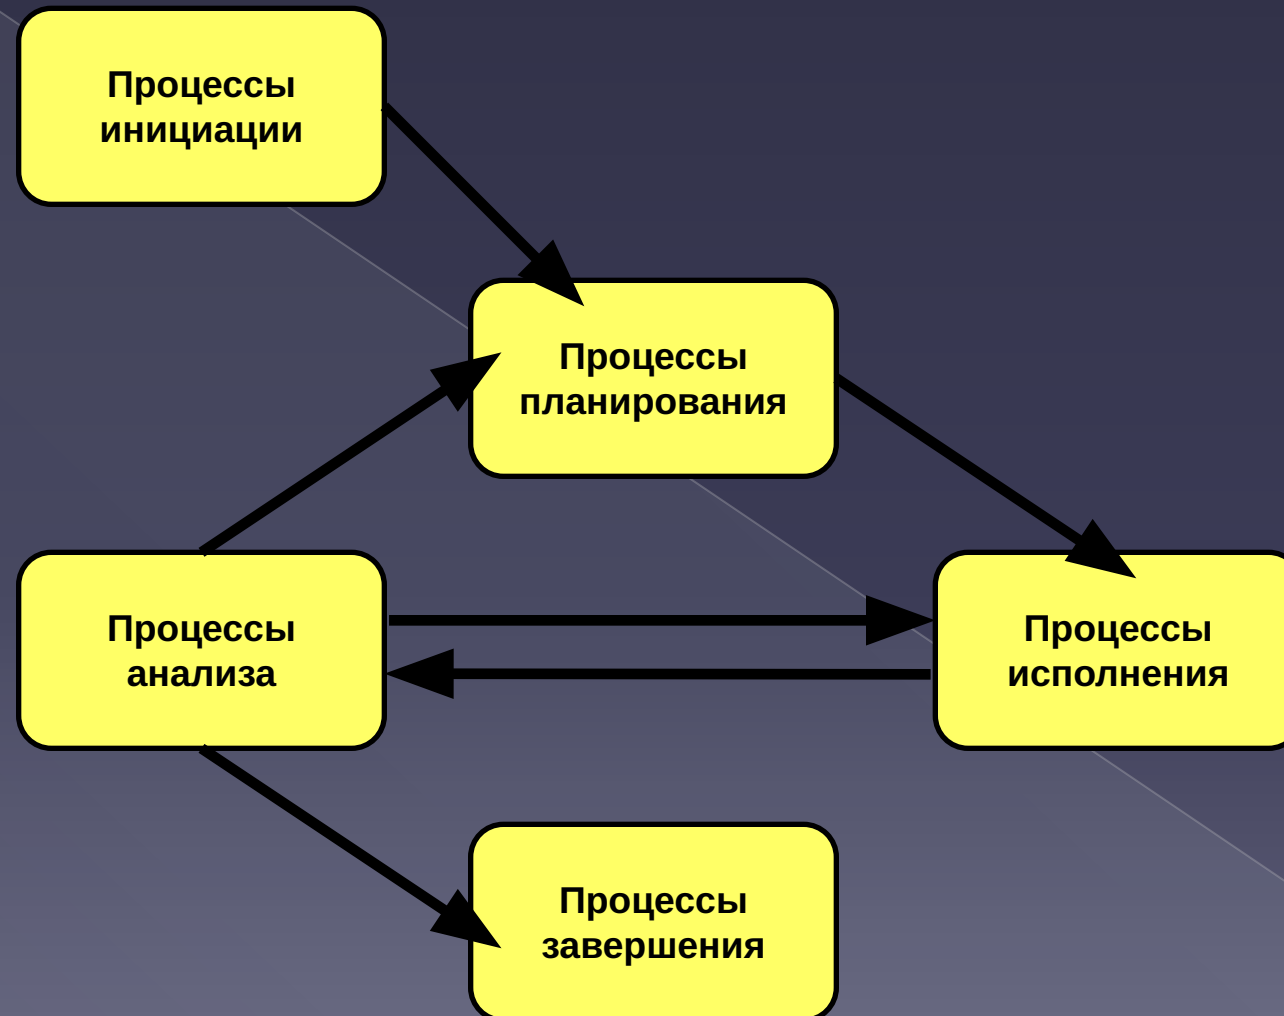 Процессы
инициации
Процессы
планирования
Процессы
анализа
Процессы
исполнения
Процессы
завершения